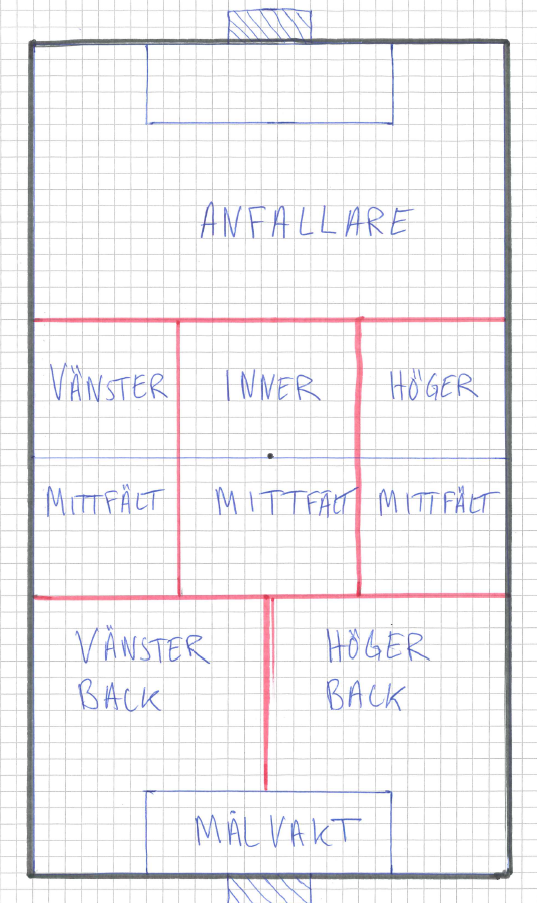 ANFALLARE
VÄNSTER INNER HÖGER
MITTFÄLT MITTFÄLT MITTFÄLT
VÄNSTER HÖGER
BACK BACK
MÅLVAKT